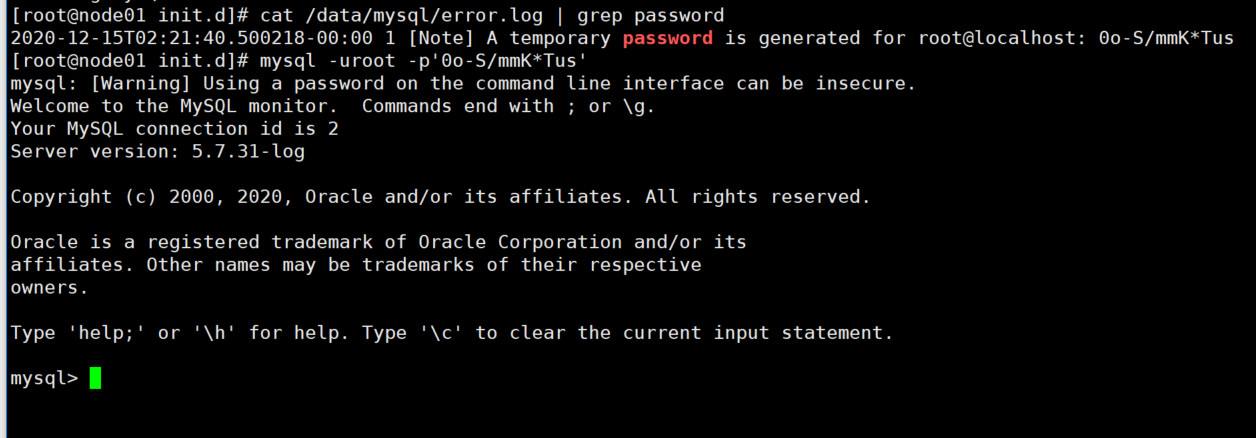 [root@node01 init.d]# cat /data/mysql/error.log | grep password
2020-12-15T02:21:40.500218-00:00 1 [Note] A temporary password is generated for root@localhost: 0o-S/mmK*Tus
[root@node01 init.d]# mysql -uroot -p'0o-S/mmK*Tus'
mysql: [Warning] Using a password on the command line interface can be insecure.
Welcome to the MySQL monitor.  Commands end with ; or \g.
Your MySQL connection id is 2
Server version: 5.7.31-log
Copyright (c) 2000, 2020, Oracle and/or its affiliates. All rights reserved.
Oracle is a registered trademark of Oracle Corporation and/or its
affiliates. Other names may be trademarks of their respective
owners.
Type 'help;' or '\h' for help. Type '\c' to clear the current input statement.
mysql>